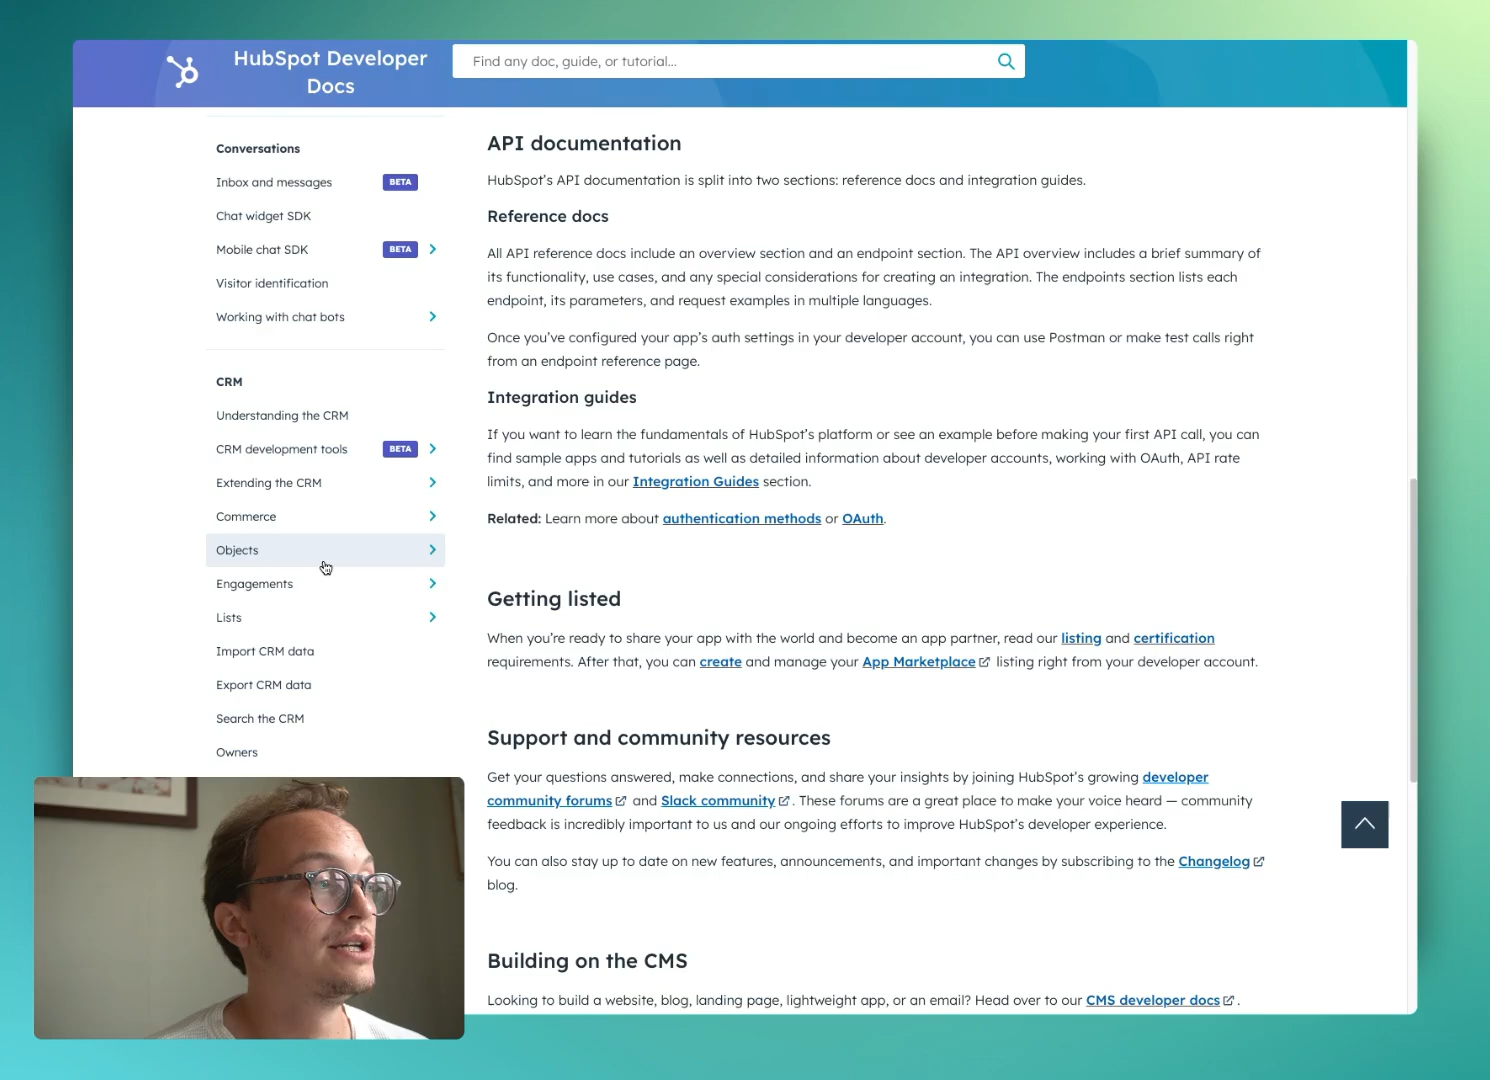 HubSpot Developer
Docs
Find any doc, guide, or tutorial...
Conversations
Inbox and messages BETA
Chat widget SDK
Mobile chat SDK BETA
Visitor identification
Working with chat bots
CRM
Understanding the CRM
CRM development tools BETA
Extending the CRM
Commerce
Objects
Engagements
Lists
Import CRM data
Export CRM data
Search the CRM
Owners
API documentation
HubSpot's API documentation is split into two sections: reference docs and integration guides.
Reference docs
All API reference docs include an overview section and an endpoint section. The API overview includes a brief summary of
its functionality, use cases, and any special considerations for creating an integration. The endpoints section lists each
endpoint, its parameters, and request examples in multiple languages.
Once you've configured your app's auth settings in your developer account, you can use Postman or make test calls right
from an endpoint reference page.
Integration guides
If you want to learn the fundamentals of HubSpot's platform or see an example before making your first API call, you can
find sample apps and tutorials as well as detailed information about developer accounts, working with OAuth, API rate
limits, and more in our Integration Guides section.
Related: Learn more about authentication methods or OAuth.
Getting listed
When you're ready to share your app with the world and become an app partner, read our listing and certification
requirements. After that, you can create and manage your App Marketplace listing right from your developer account.
Support and community resources
Get your questions answered, make connections, and share your insights by joining HubSpot's growing developer
community forums and Slack community . These forums are a great place to make your voice heard — community
feedback is incredibly important to us and our ongoing efforts to improve HubSpot's developer experience.
You can also stay up to date on new features, announcements, and important changes by subscribing to the Changelog
blog.
Building on the CMS
Looking to build a website, blog, landing page, lightweight app, or an email? Head over to our CMS developer docs .